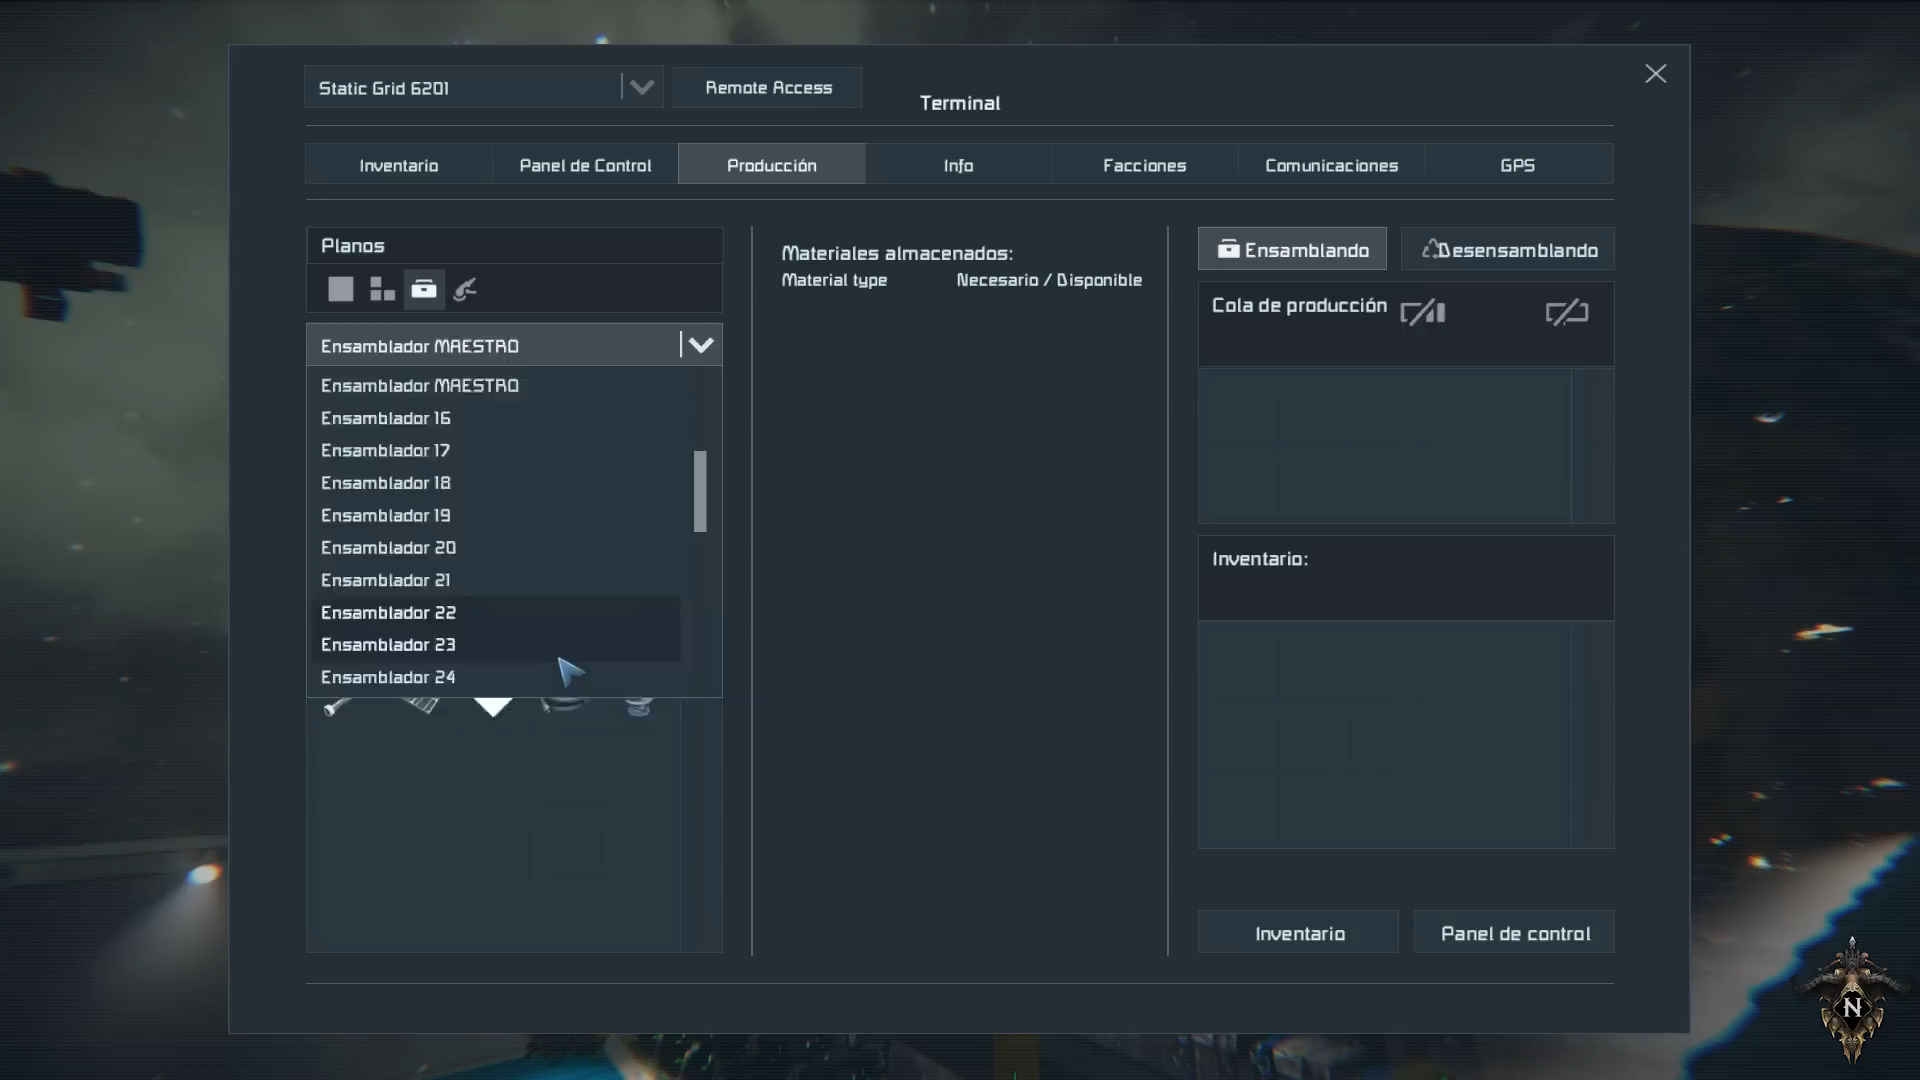 Static Grid 6201
Remote Access
Terminal
Inventario
Panel de Control
Producción
Info
Facciones
Comunicaciones
GPS
Planos
Ensamblador MAESTRO
Ensamblador MAESTRO
Ensamblador 16
Ensamblador 17
Ensamblador 18
Ensamblador 19
Ensamblador 20
Ensamblador 21
Ensamblador 22
Ensamblador 23
Ensamblador 24
Materiales almacenados:
Material type Necesario / Disponible
Ensamblando
Desensamblando
Cola de producción
Inventario:
Inventario
Panel de control
N